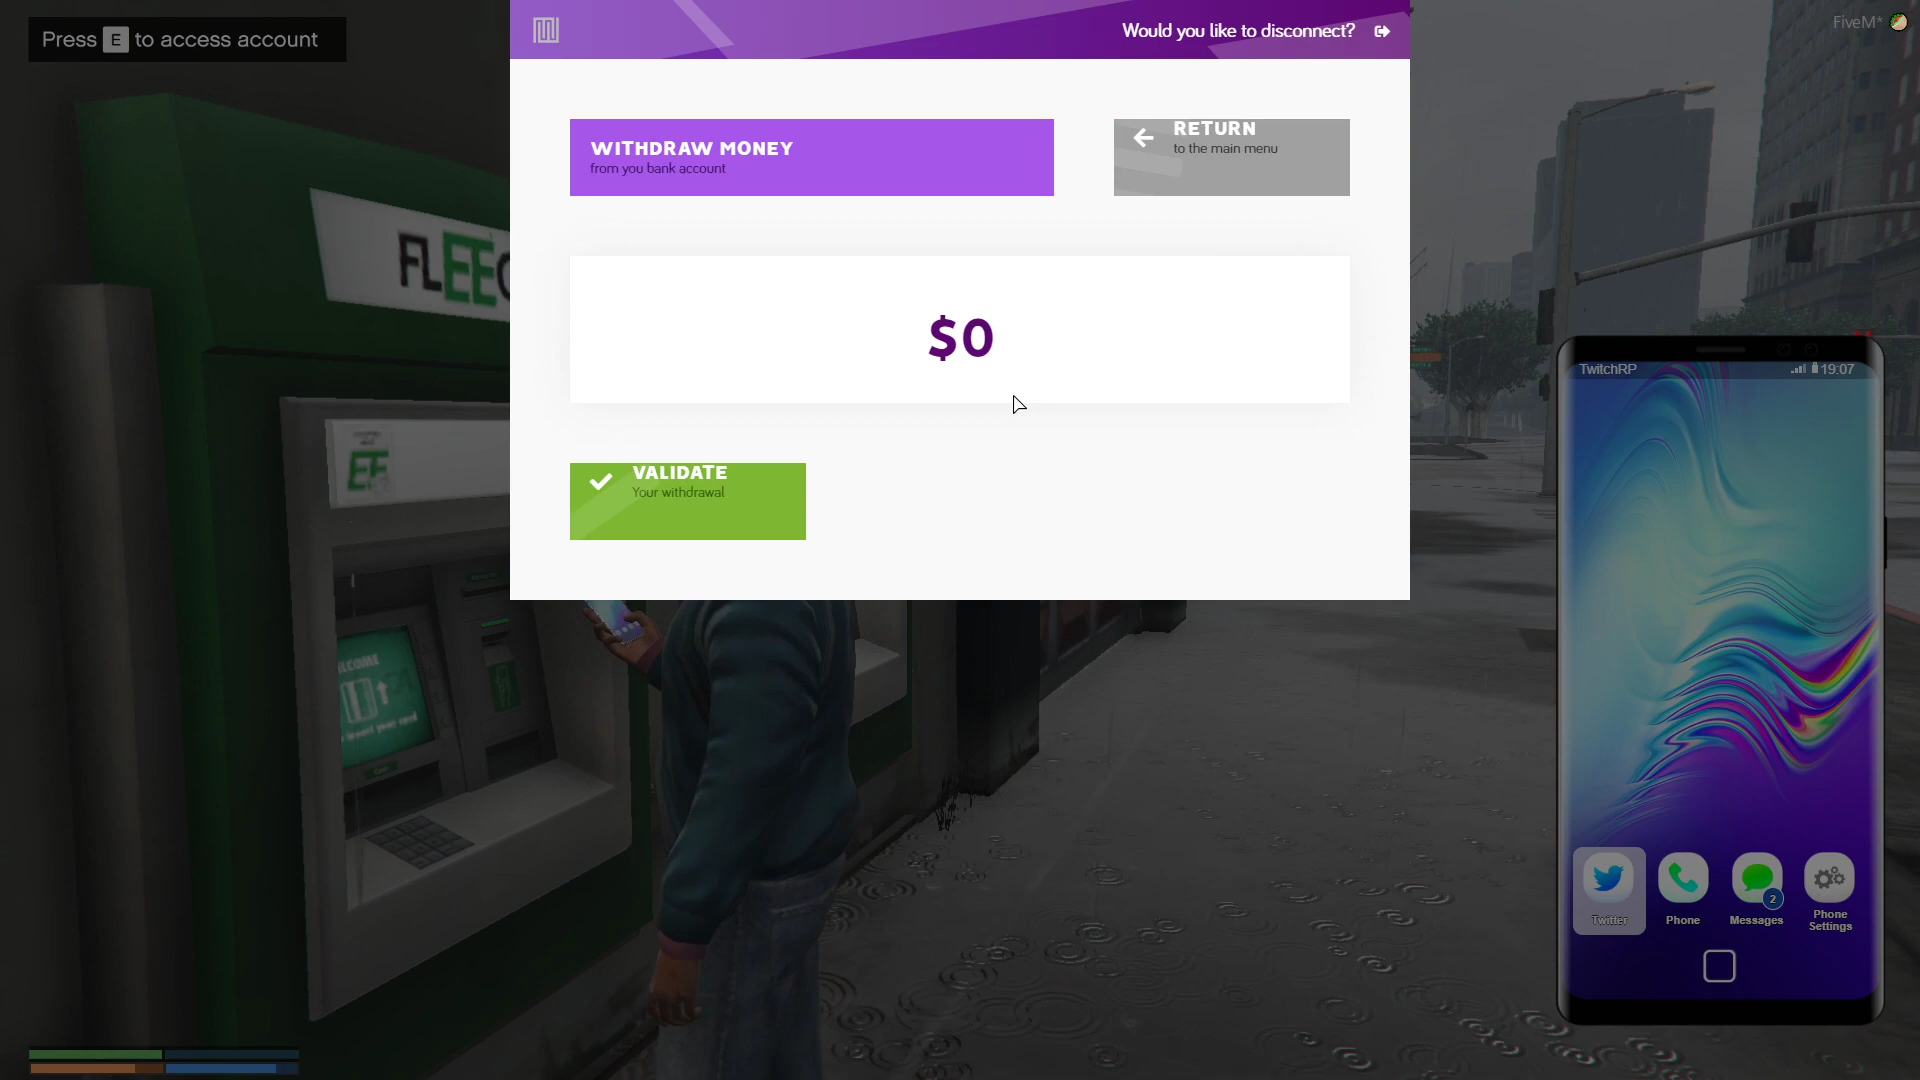 Press E to access account
Would you like to disconnect?
FiveM*
WITHDRAW MONEY
from you bank account
RETURN
to the main menu
$0
VALIDATE
Your withdrawal
FLEEC
TwitchRP
19:07
2
Twitter
Phone
Messages
Phone
Settings